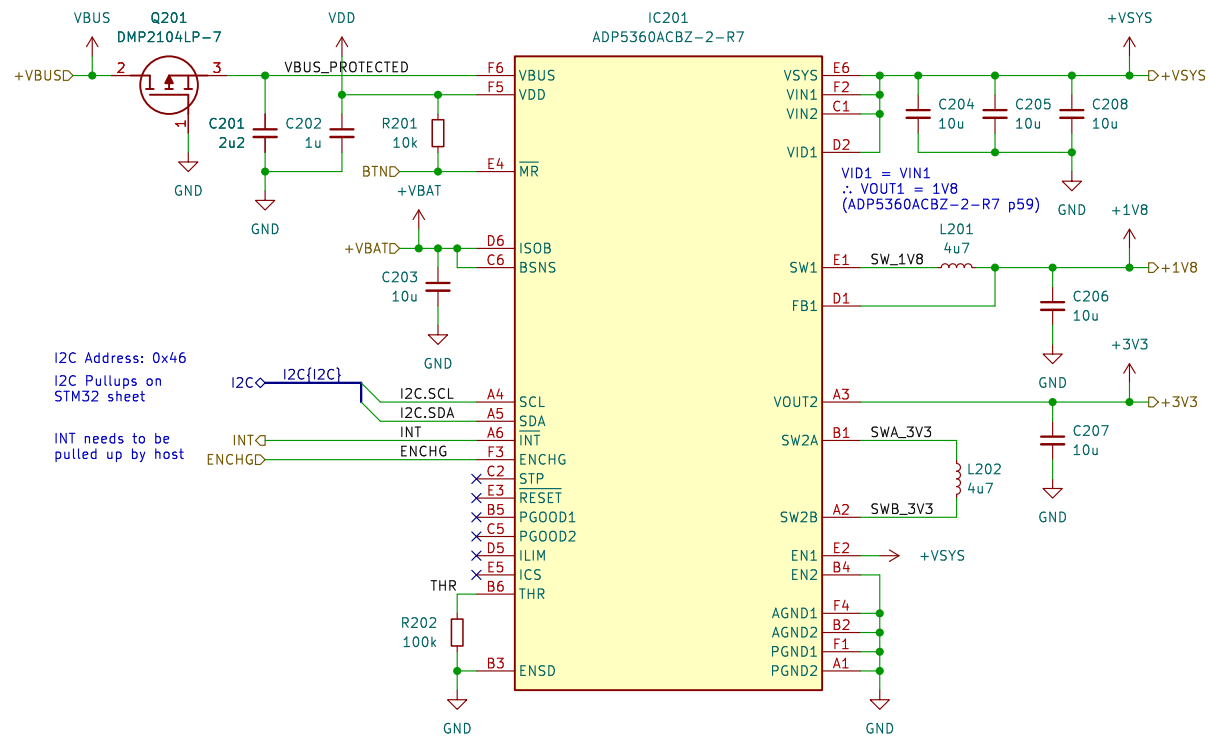 VBUS
Q201
DMP2104LP-7
VDD
IC201
ADP5360ACBZ-2-R7
+VSYS
+VBUS
2
3
1
GND
VBUS_PROTECTED
C201
2u2
C202
1u
GND
R201
10k
BTN
+VBAT
+VBAT
C203
10u
GND
F6
VBUS
F5
VDD
E4
MR
D6
ISOB
C6
BSNS
I2C Address: 0x46
I2C Pullups on
STM32 sheet
INT needs to be
pulled up by host
I2C
I2C{I2C}
I2C.SCL
A4
SCL
I2C.SDA
A5
SDA
INT
INT
A6
INT
ENCHG
ENCHG
F3
ENCHG
C2
STP
E3
RESET
B5
PGOOD1
C5
PGOOD2
D5
ILIM
E5
ICS
THR
B6
THR
R202
100k
B3
ENSD
GND
VSYS
E6
VIN1
F2
VIN2
C1
VID1
D2
C204
10u
C205
10u
C208
10u
+VSYS
GND
VID1 = VIN1
∴ VOUT1 = 1V8
(ADP5360ACBZ-2-R7 p59)
SW1
E1
SW_1V8
L201
4u7
+1V8
+1V8
FB1
D1
C206
10u
GND
VOUT2
A3
+3V3
+3V3
C207
10u
GND
SW2A
B1
SWA_3V3
L202
4u7
SW2B
A2
SWB_3V3
EN1
E2
+VSYS
EN2
B4
AGND1
F4
AGND2
B2
PGND1
F1
PGND2
A1
GND